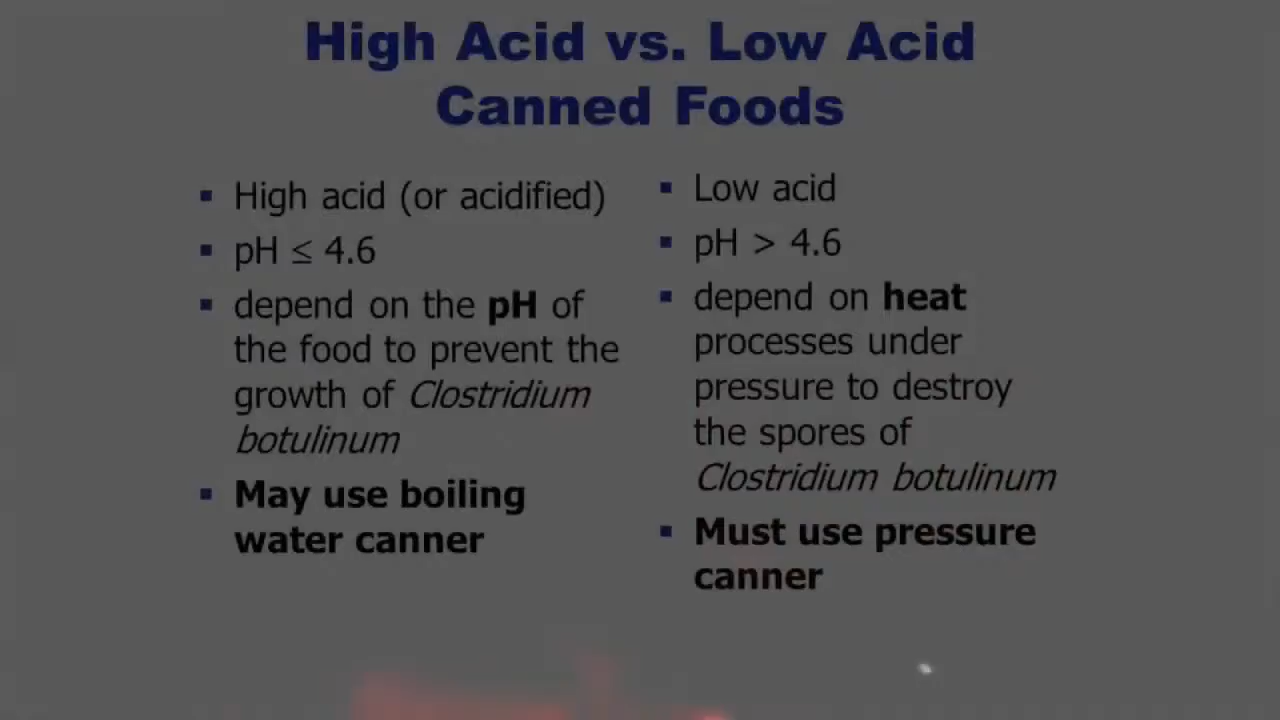 High Acid vs. Low Acid
Canned Foods
▪ High acid (or acidified)
▪ pH ≤ 4.6
▪ depend on the pH of
the food to prevent the
growth of Clostridium
botulinum
▪ May use boiling
water canner
▪ Low acid
▪ pH > 4.6
▪ depend on heat
processes under
pressure to destroy
the spores of
Clostridium botulinum
▪ Must use pressure
canner